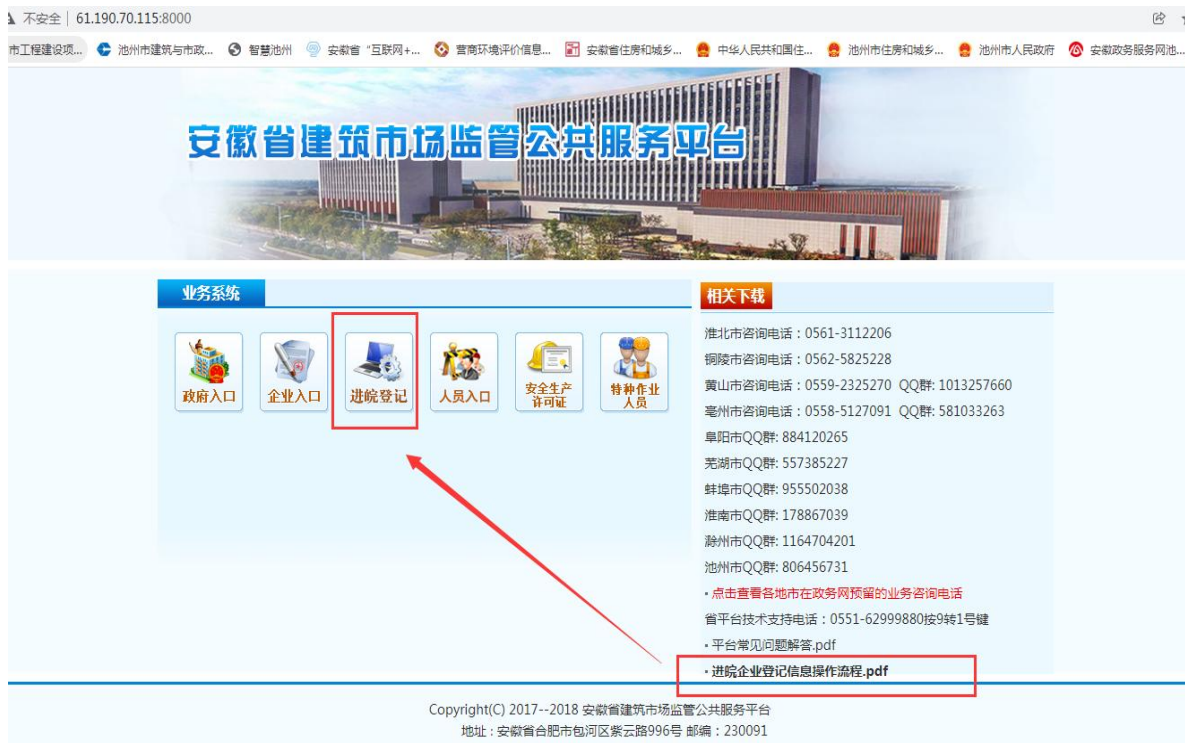 不安全 | 61.190.70.115:8000
市工程建设项... 池州市建筑与市政... 智慧池州 安徽省“互联网+... 营商环境评价信息... 安徽省住房和城乡... 中华人民共和国住... 池州市住房和城乡... 池州市人民政府 安徽政务服务网池...
安徽省建筑市场监管公共服务平台
业务系统
政府入口 企业入口 进皖登记 人员入口 安全生产许可证 特种作业人员
相关下载
淮北市咨询电话：0561-3112206
铜陵市咨询电话：0562-5825228
黄山市咨询电话：0559-2325270 QQ群: 1013257660
亳州市咨询电话：0558-5127091 QQ群: 581033263
阜阳市QQ群: 884120265
芜湖市QQ群: 557385227
蚌埠市QQ群: 955502038
淮南市QQ群: 178867039
滁州市QQ群: 1164704201
池州市QQ群: 806456731
·点击查看各地市在政务网预留的业务咨询电话
省平台技术支持电话：0551-62999880按9转1号键
·平台常见问题解答.pdf
·进皖企业登记信息操作流程.pdf
Copyright(C) 2017--2018 安徽省建筑市场监管公共服务平台
地址：安徽省合肥市包河区紫云路996号 邮编：230091